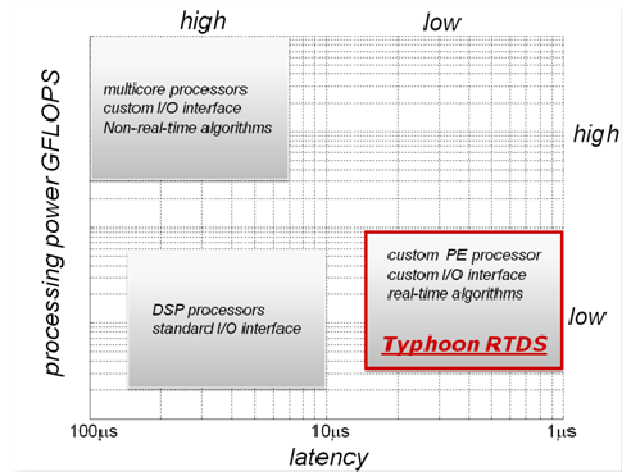 high
low
processing power GFLOPS
multicore processors
custom I/O interface
Non-real-time algorithms
high
custom PE processor
custom I/O interface
real-time algorithms
Typhoon RTDS
DSP processors
standard I/O interface
low
100µs
10µs
1µs
latency